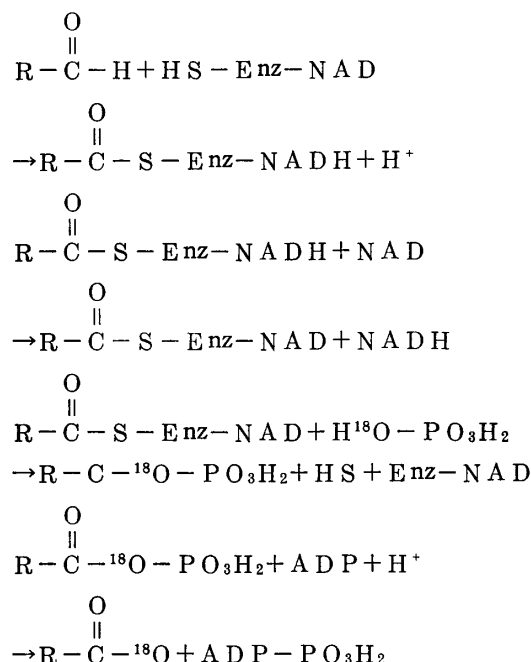 O
||
R－C－H+HS－Enz－NAD
O
||
→R－C－S－Enz－NADH+H⁺
O
||
R－C－S－Enz－NADH+NAD
O
||
→R－C－S－Enz－NAD+NADH
O
||
R－C－S－Enz－NAD+H¹⁸O－PO₃H₂
→R－C－¹⁸O－PO₃H₂+HS+Enz－NAD
O
||
R－C－¹⁸O－PO₃H₂+ADP+H⁺
O
||
→R－C－¹⁸O+ADP－PO₃H₂